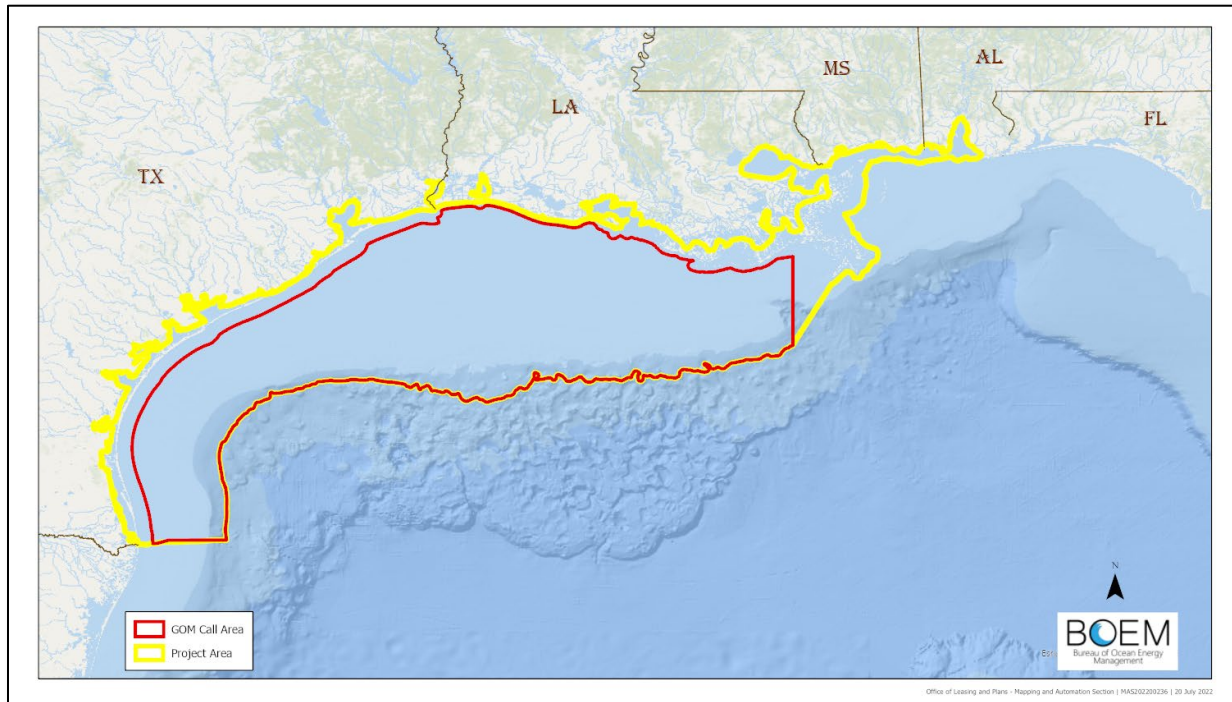 MS
AL
LA
FL
TX
N
GOM Call Area
Project Area
BOEM
Bureau of Ocean Energy
Management
Office of Leasing and Plans - Mapping and Automation Section | MAS202200236 | 20 July 2022